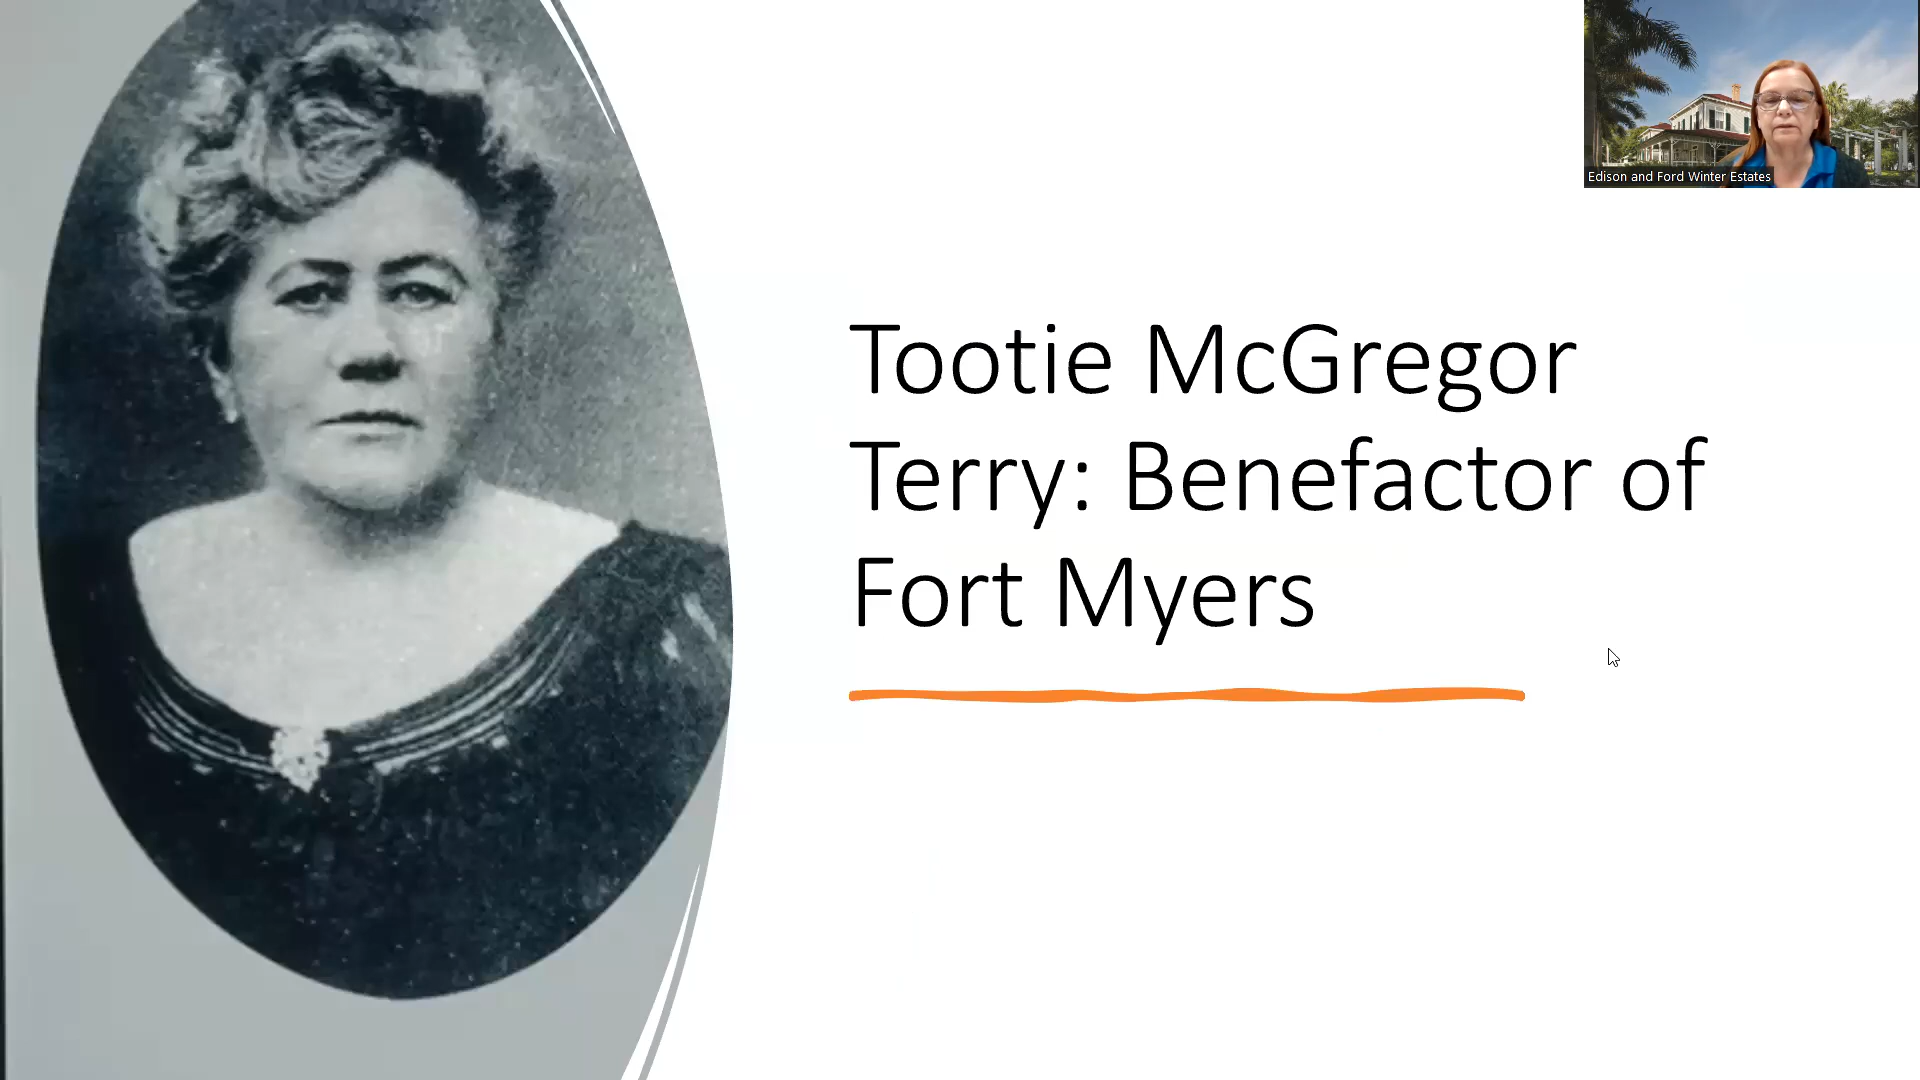 Edison and Ford Winter Estates
Tootie McGregor
Terry: Benefactor of
Fort Myers